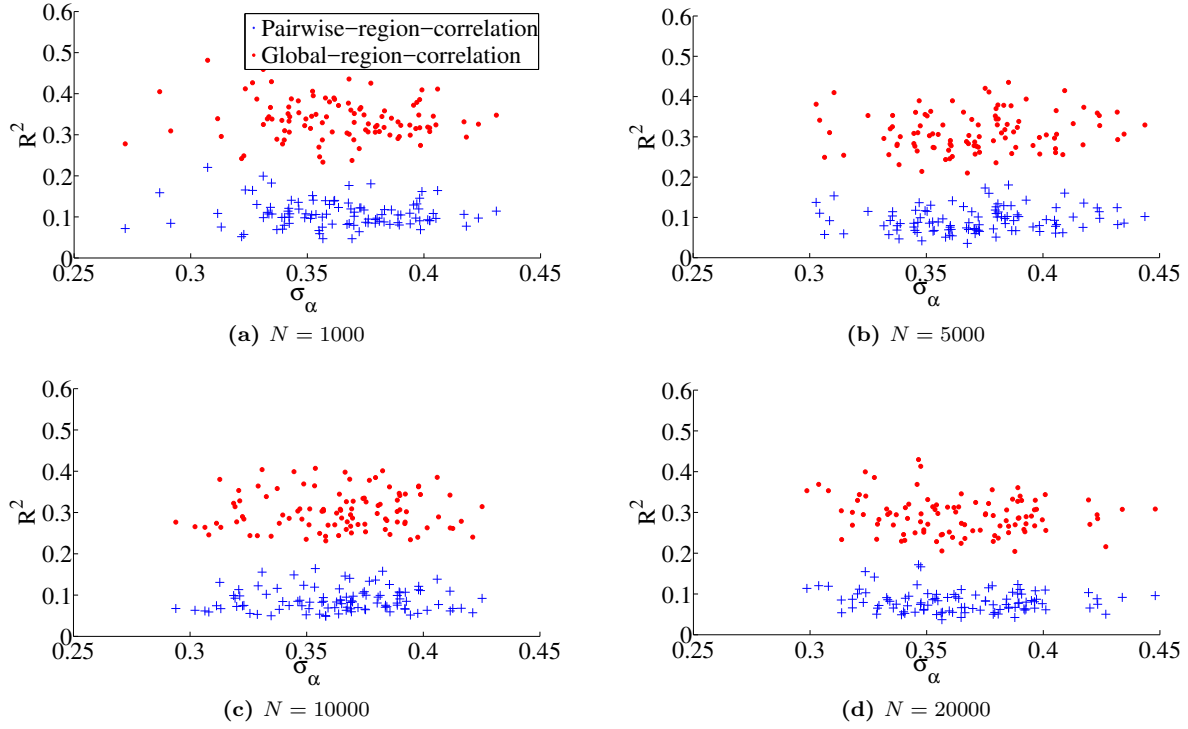 0.6
0.5
0.4
0.3
0.2
0.1
0
R²
Pairwise−region−correlation
Global−region−correlation
0.25 0.3 0.35 0.4 0.45
σ_α
(a) N = 1000
0.6
0.5
0.4
0.3
0.2
0.1
0
R²
0.25 0.3 0.35 0.4 0.45
σ_α
(b) N = 5000
0.6
0.5
0.4
0.3
0.2
0.1
0
R²
0.25 0.3 0.35 0.4 0.45
σ_α
(c) N = 10000
0.6
0.5
0.4
0.3
0.2
0.1
0
R²
0.25 0.3 0.35 0.4 0.45
σ_α
(d) N = 20000